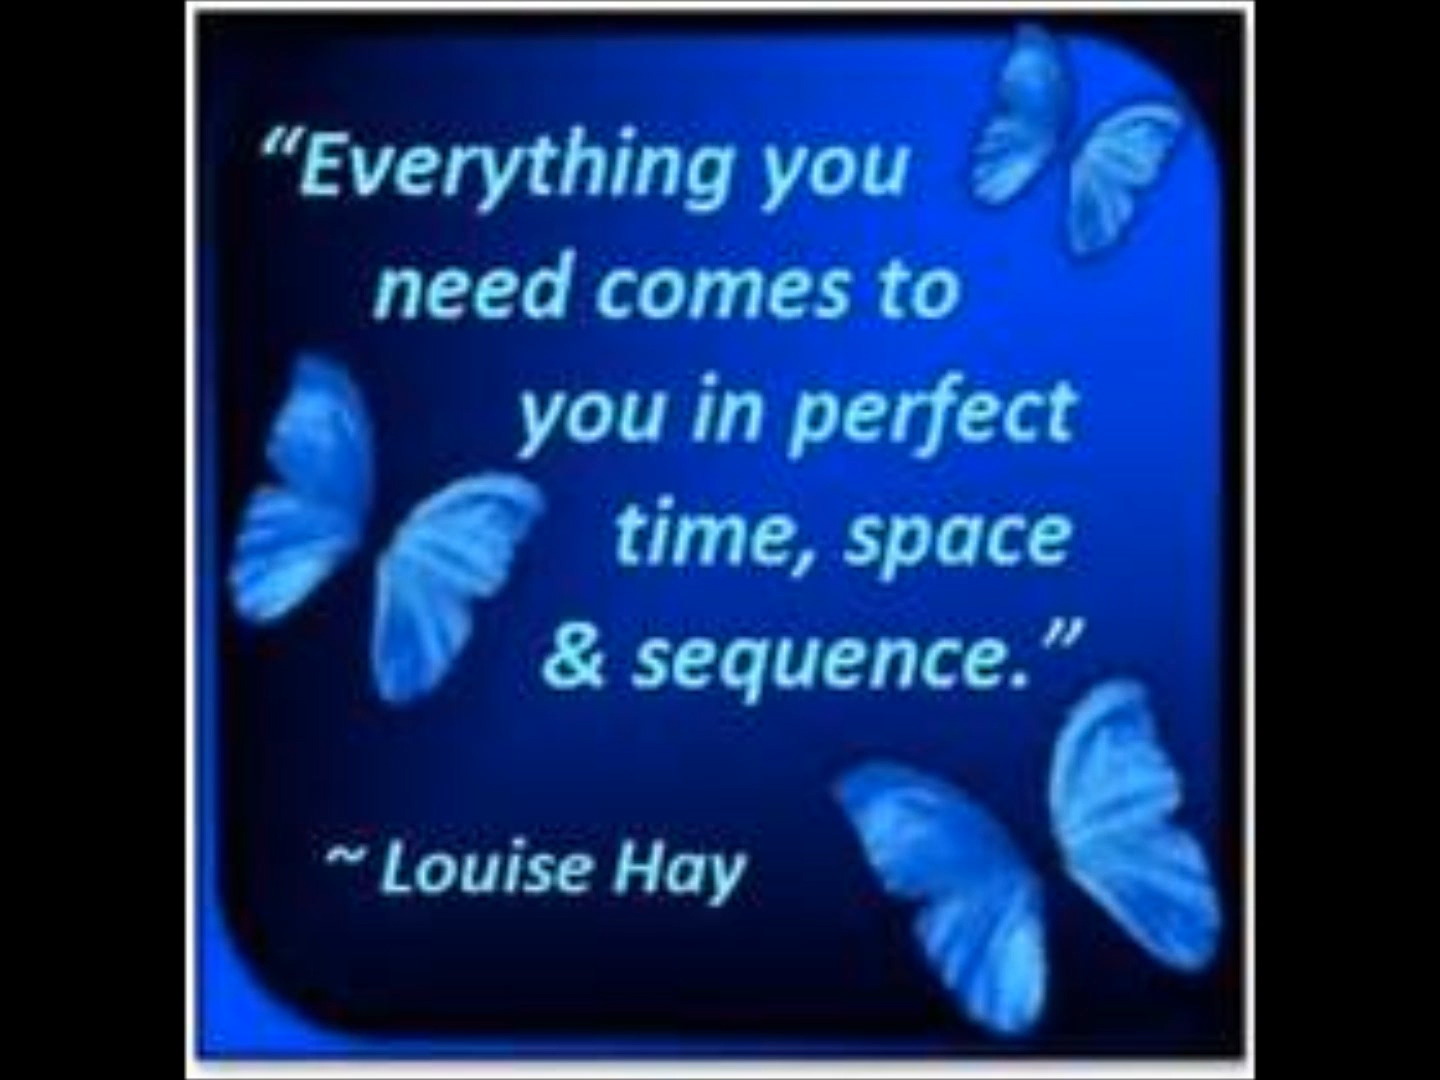 “Everything you
need comes to
you in perfect
time, space
& sequence.”
~ Louise Hay